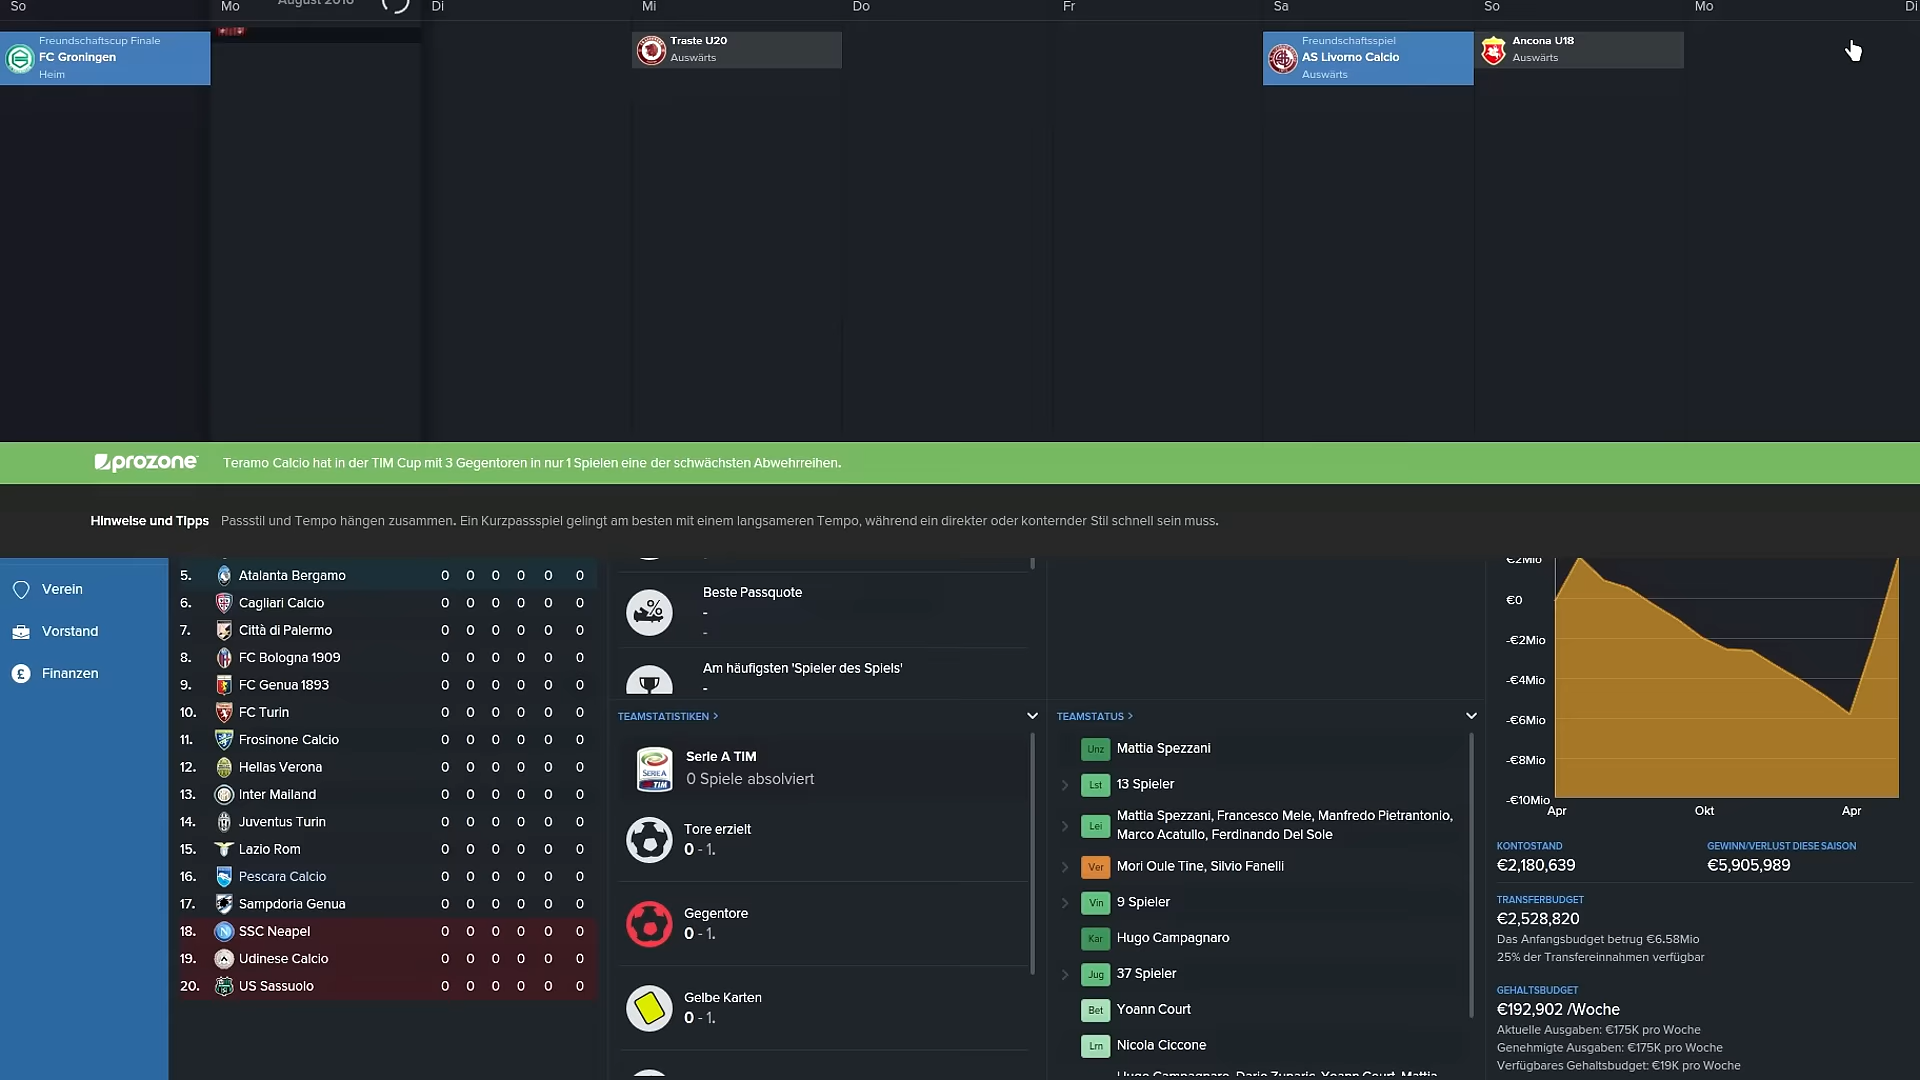 So
Mo
August 2016
Di
Mi
Do
Fr
Sa
So
Mo
Di
Freundschaftscup Finale
FC Groningen
Heim
Traste U20
Auswärts
Freundschaftsspiel
AS Livorno Calcio
Auswärts
Ancona U18
Auswärts
prozone
Teramo Calcio hat in der TIM Cup mit 3 Gegentoren in nur 1 Spielen eine der schwächsten Abwehrreihen.
Hinweise und Tipps Passstil und Tempo hängen zusammen. Ein Kurzpassspiel gelingt am besten mit einem langsameren Tempo, während ein direkter oder konternder Stil schnell sein muss.
Verein
Vorstand
Finanzen
5. Atalanta Bergamo 0 0 0 0 0 0
6. Cagliari Calcio 0 0 0 0 0 0
7. Città di Palermo 0 0 0 0 0 0
8. FC Bologna 1909 0 0 0 0 0 0
9. FC Genua 1893 0 0 0 0 0 0
10. FC Turin 0 0 0 0 0 0
11. Frosinone Calcio 0 0 0 0 0 0
12. Hellas Verona 0 0 0 0 0 0
13. Inter Mailand 0 0 0 0 0 0
14. Juventus Turin 0 0 0 0 0 0
15. Lazio Rom 0 0 0 0 0 0
16. Pescara Calcio 0 0 0 0 0 0
17. Sampdoria Genua 0 0 0 0 0 0
18. SSC Neapel 0 0 0 0 0 0
19. Udinese Calcio 0 0 0 0 0 0
20. US Sassuolo 0 0 0 0 0 0
Beste Passquote
-
-
Am häufigsten 'Spieler des Spiels'
-
TEAMSTATISTIKEN >
SERIE A
TIM
Serie A TIM
0 Spiele absolviert
Tore erzielt
0 - 1.
Gegentore
0 - 1.
Gelbe Karten
0 - 1.
TEAMSTATUS >
Unz Mattia Spezzani
Lst 13 Spieler
Lei Mattia Spezzani, Francesco Mele, Manfredo Pietrantonio,
Marco Acatullo, Ferdinando Del Sole
Ver Mori Oule Tine, Silvio Fanelli
Vin 9 Spieler
Kar Hugo Campagnaro
Jug 37 Spieler
Bet Yoann Court
Lrn Nicola Ciccone
Hugo Campagnaro, Dario Zuparic, Yoann Court, Mattia
€2Mio
€0
-€2Mio
-€4Mio
-€6Mio
-€8Mio
-€10Mio
Apr
Okt
Apr
KONTOSTAND
€2,180,639
GEWINN/VERLUST DIESE SAISON
€5,905,989
TRANSFERBUDGET
€2,528,820
Das Anfangsbudget betrug €6.58Mio
25% der Transfereinnahmen verfügbar
GEHALTSBUDGET
€192,902 /Woche
Aktuelle Ausgaben: €175K pro Woche
Genehmigte Ausgaben: €175K pro Woche
Verfügbares Gehaltsbudget: €19K pro Woche